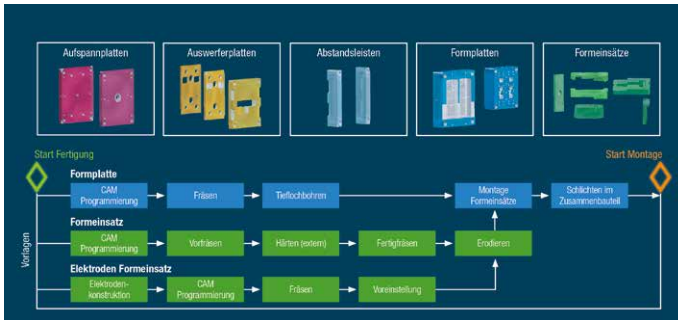 Aufspannplatten
Auswerferplatten
Abstandsleisten
Formplatten
Formeinsätze
Start Fertigung
Start Montage
Formplatte
CAM
Programmierung
Fräsen
Tieflochbohren
Montage
Formeinsätze
Schlichten im
Zusammenbauteil
Formeinsatz
CAM
Programmierung
Vorfräsen
Härten (extern)
Fertigfräsen
Erodieren
Vorlagen
Elektroden Formeinsatz
Elektroden-
konstruktion
CAM
Programmierung
Fräsen
Voreinstellung